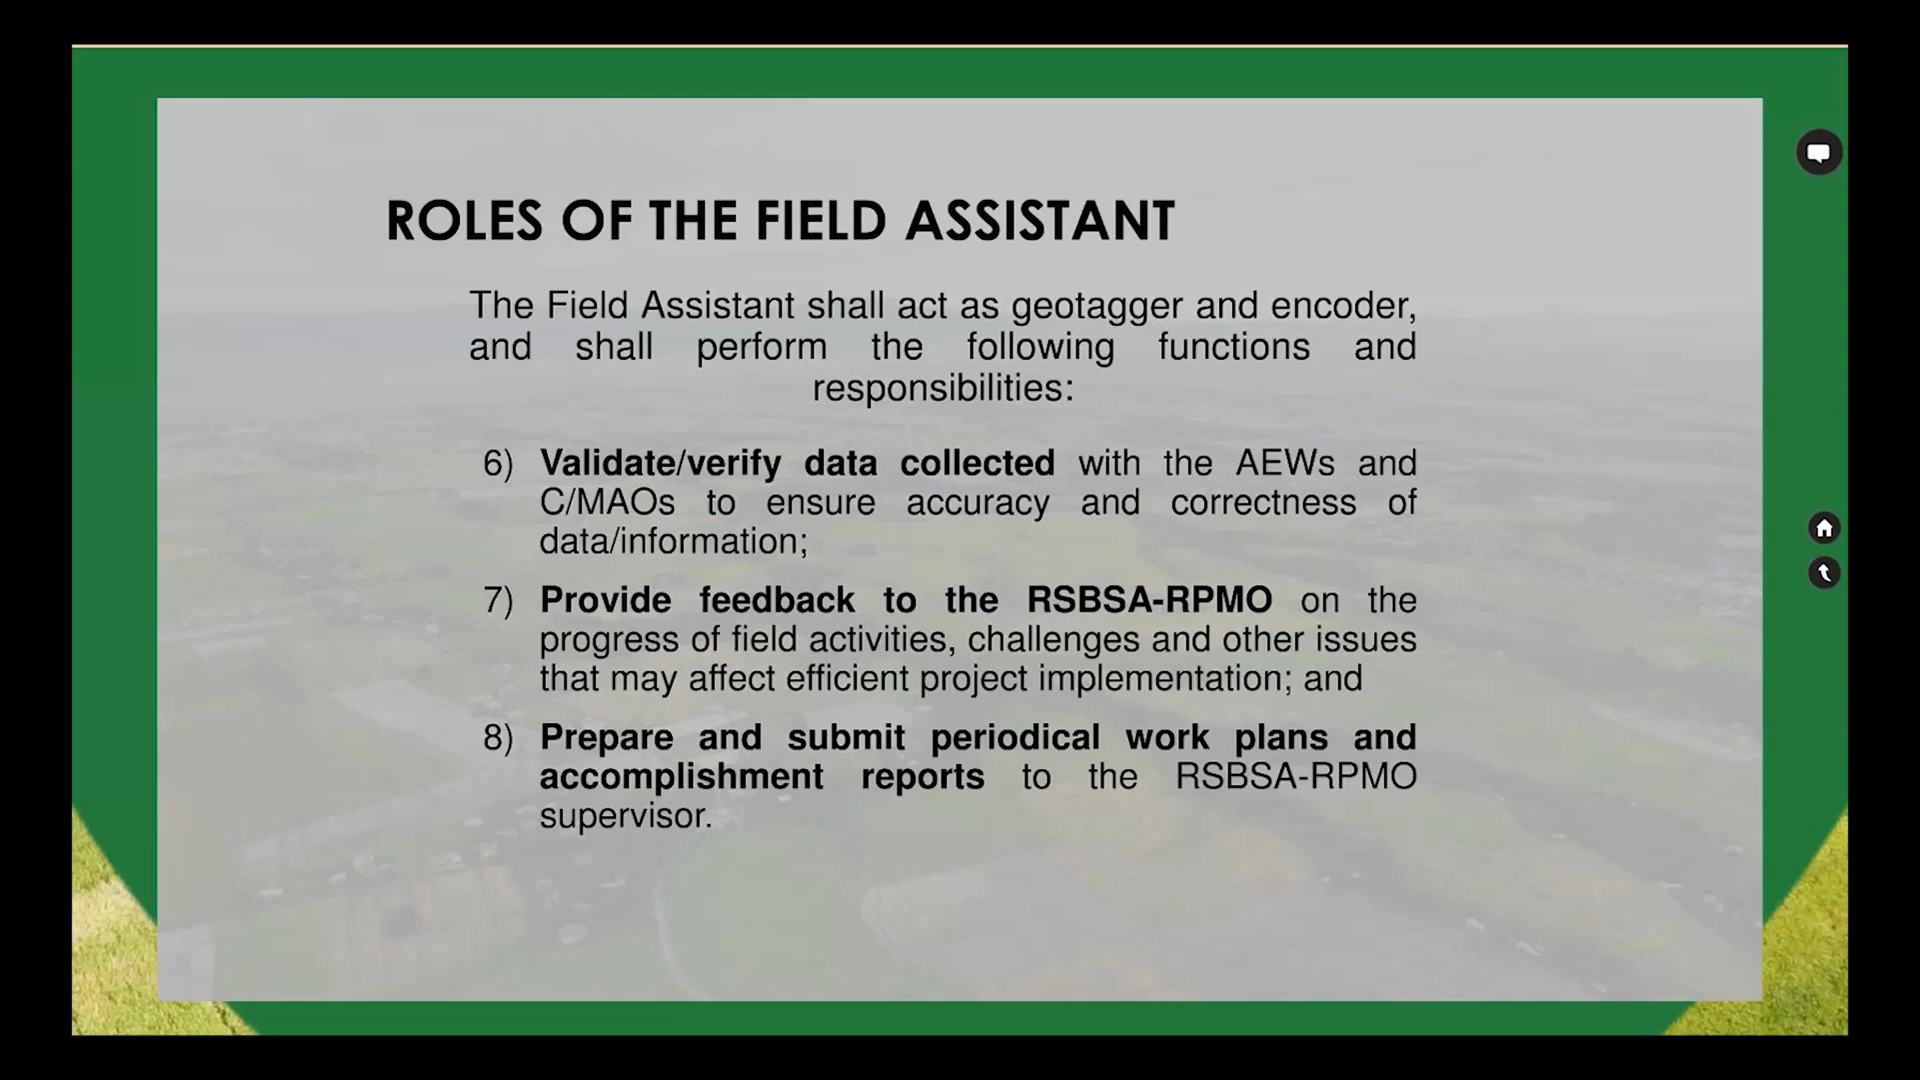 ROLES OF THE FIELD ASSISTANT
The Field Assistant shall act as geotagger and encoder,
and shall perform the following functions and
responsibilities:
6) Validate/verify data collected with the AEWs and
C/MAOs to ensure accuracy and correctness of
data/information;
7) Provide feedback to the RSBSA-RPMO on the
progress of field activities, challenges and other issues
that may affect efficient project implementation; and
8) Prepare and submit periodical work plans and
accomplishment reports to the RSBSA-RPMO
supervisor.